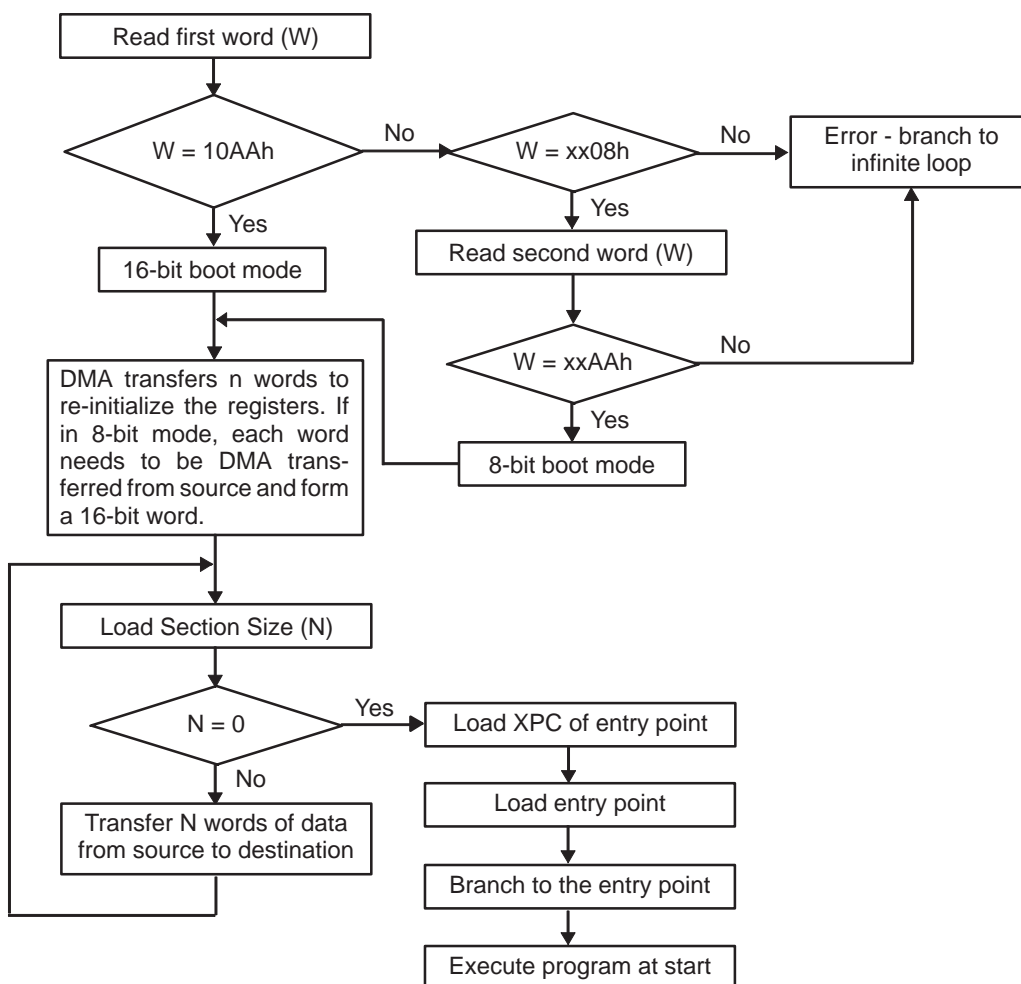 Read first word (W)
W = 10AAh
No
W = xx08h
No
Error - branch to
infinite loop
Yes
Yes
16-bit boot mode
Read second word (W)
W = xxAAh
No
DMA transfers n words to
re-initialize the registers. If
in 8-bit mode, each word
needs to be DMA trans-
ferred from source and form
a 16-bit word.
Yes
8-bit boot mode
Load Section Size (N)
N = 0
Yes
Load XPC of entry point
No
Load entry point
Transfer N words of data
from source to destination
Branch to the entry point
Execute program at start